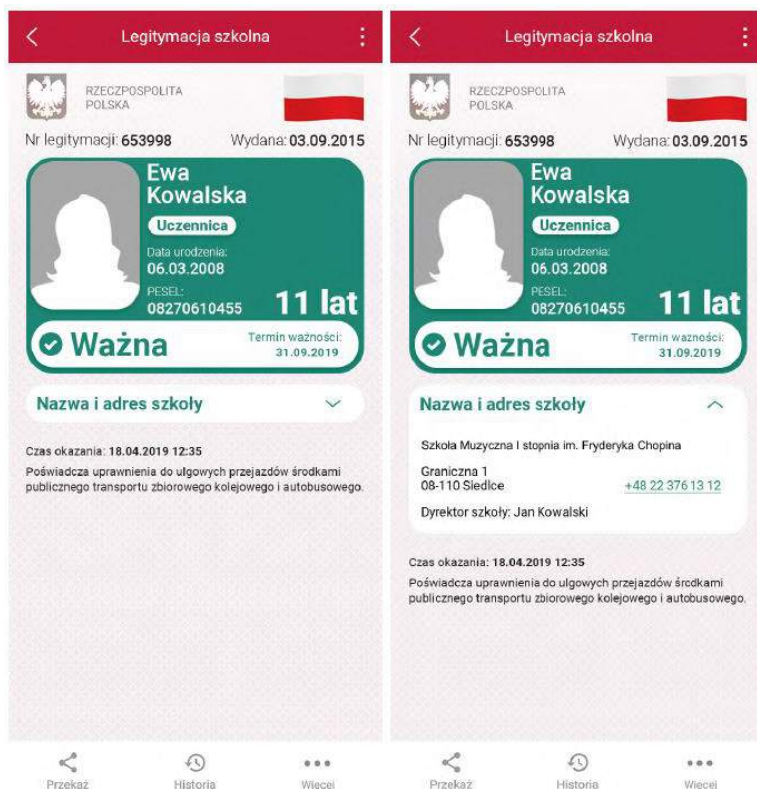 Legitymacja szkolna
RZECZPOSPOLITA
POLSKA
Nr legitymacji: 653998 Wydana: 03.09.2015
Ewa
Kowalska
Uczennica
Data urodzenia:
06.03.2008
PESEL:
08270610455 11 lat
Ważna Termin ważności:
31.09.2019
Nazwa i adres szkoły
Czas okazania: 18.04.2019 12:35
Poświadcza uprawnienia do ulgowych przejazdów środkami
publicznego transportu zbiorowego kolejowego i autobusowego.
Przekaż Historia Więcej
Legitymacja szkolna
RZECZPOSPOLITA
POLSKA
Nr legitymacji: 653998 Wydana: 03.09.2015
Ewa
Kowalska
Uczennica
Data urodzenia:
06.03.2008
PESEL:
08270610455 11 lat
Ważna Termin ważności:
31.09.2019
Nazwa i adres szkoły
Szkoła Muzyczna I stopnia im. Fryderyka Chopina
Graniczna 1
08-110 Siedlce +48 22 376 13 12
Dyrektor szkoły: Jan Kowalski
Czas okazania: 18.04.2019 12:35
Poświadcza uprawnienia do ulgowych przejazdów środkami
publicznego transportu zbiorowego kolejowego i autobusowego.
Przekaż Historia Więcej